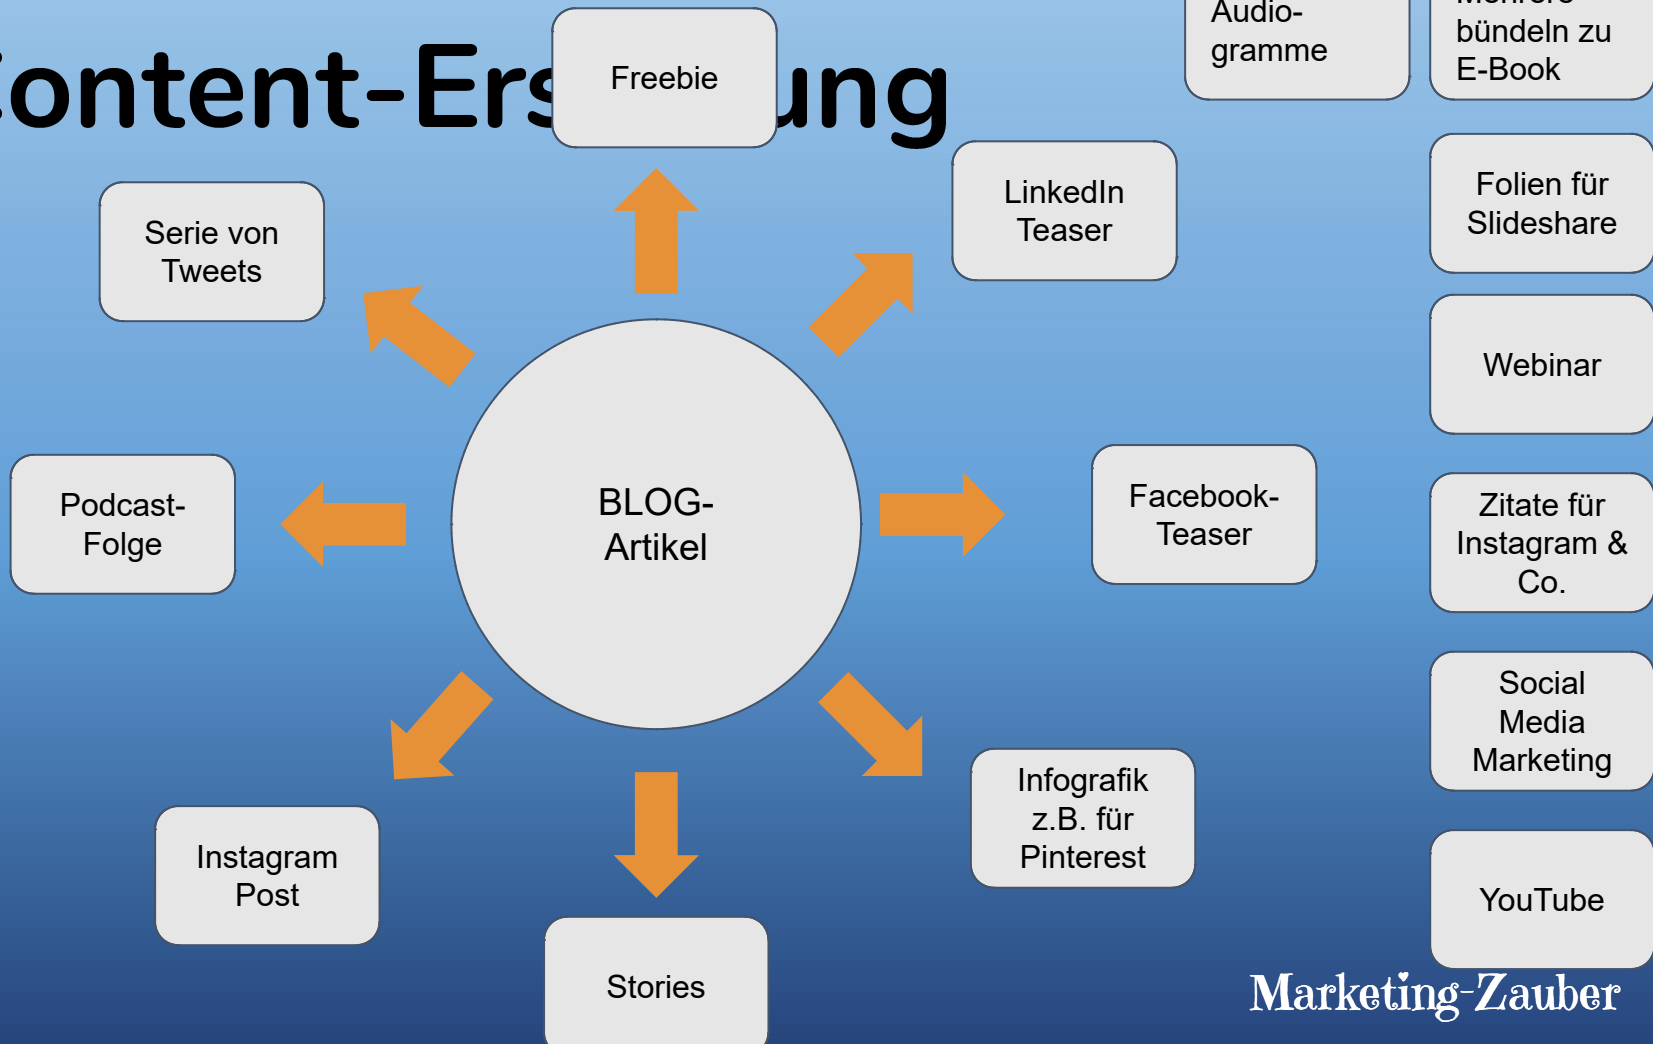 ontent-Ers
ung
Freebie
Audio-
gramme
bündeln zu
E-Book
LinkedIn
Teaser
Folien für
Slideshare
Serie von
Tweets
Webinar
BLOG-
Artikel
Podcast-
Folge
Facebook-
Teaser
Zitate für
Instagram &
Co.
Social
Media
Marketing
Infografik
z.B. für
Pinterest
Instagram
Post
YouTube
Stories
Marketing-Zauber